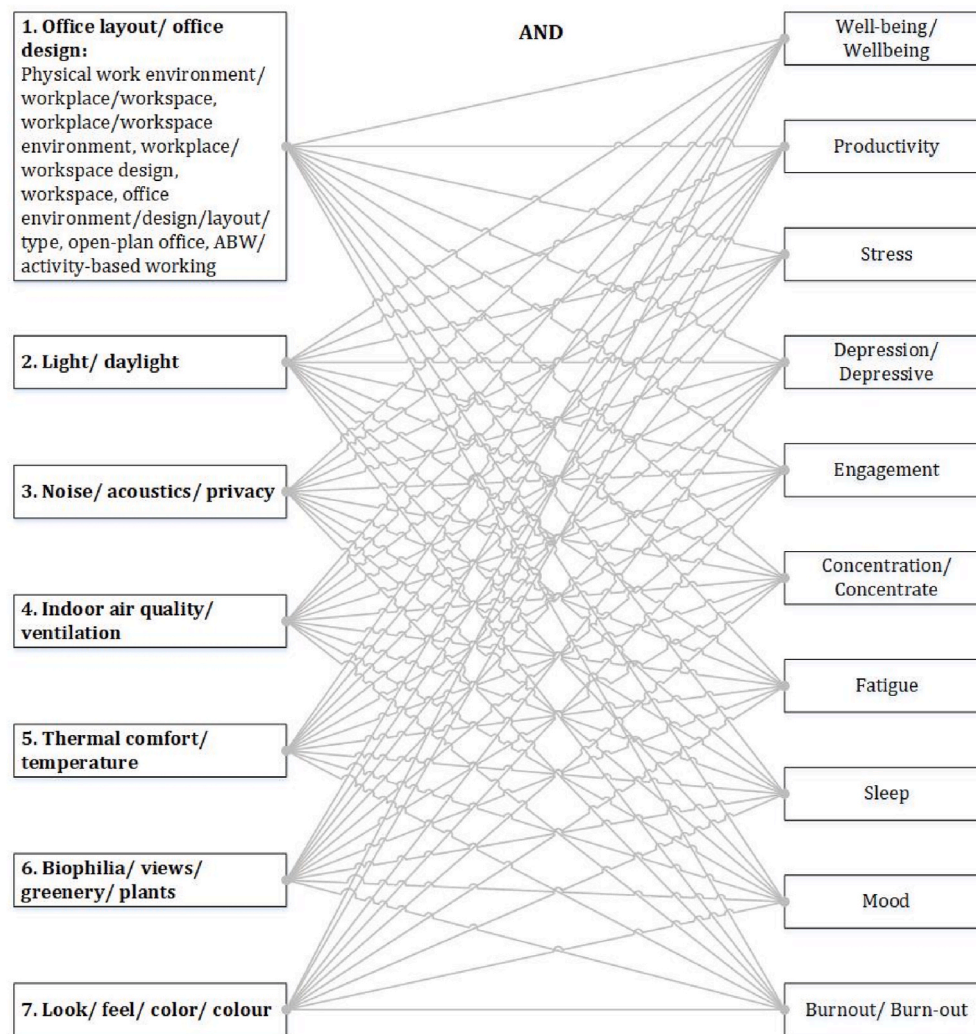 1. Office layout/ office
design:
Physical work environment/
workplace/workspace,
workplace/workspace
environment, workplace/
workspace design,
workspace, office
environment/design/layout/
type, open-plan office, ABW/
activity-based working
2. Light/ daylight
3. Noise/ acoustics/ privacy
4. Indoor air quality/
ventilation
5. Thermal comfort/
temperature
6. Biophilia/ views/
greenery/ plants
7. Look/ feel/ color/ colour
AND
Well-being/
Wellbeing
Productivity
Stress
Depression/
Depressive
Engagement
Concentration/
Concentrate
Fatigue
Sleep
Mood
Burnout/ Burn-out